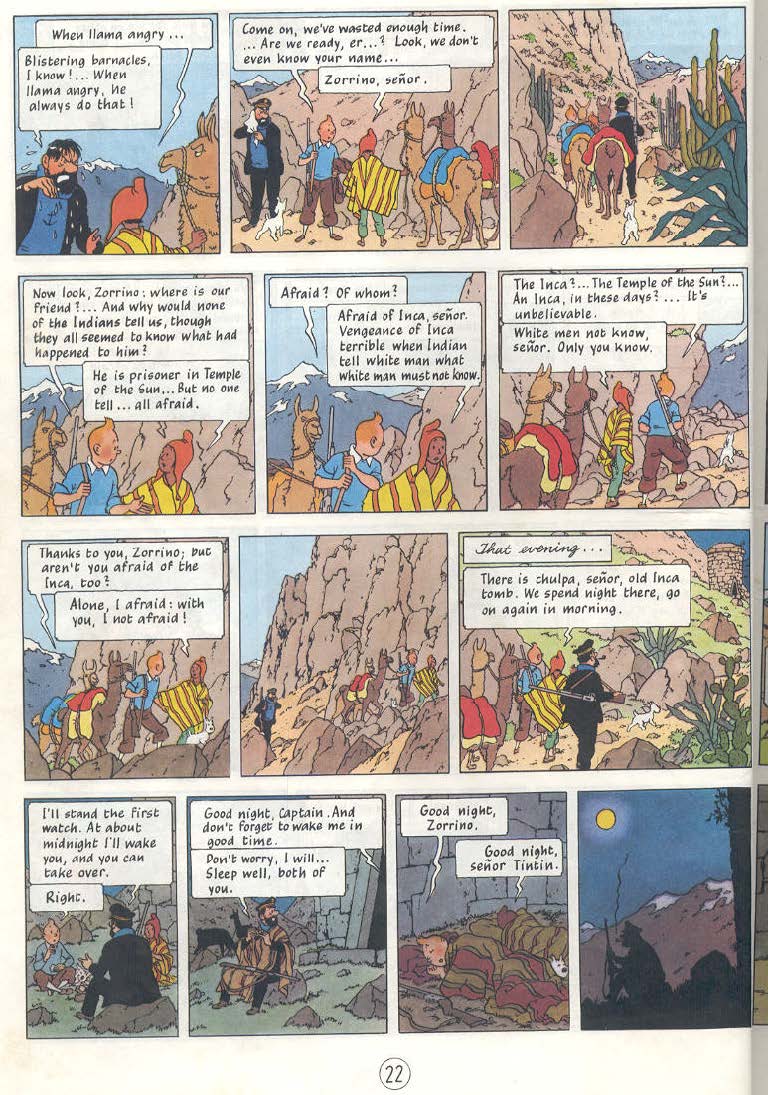 When llama angry ...
Blistering barnacles,
I know!... When
llama angry, he
always do that!
Come on, we've wasted enough time.
... Are we ready, er...? Look, we don't
even know your name...
Zorrino, señor.
Now look, Zorrino: where is our
friend?... And why would none
of the Indians tell us, though
they all seemed to know what had
happened to him?
He is prisoner in Temple
of the Sun... But no one
tell ... all afraid.
Afraid? Of whom?
Afraid of Inca, señor.
Vengeance of Inca
terrible when Indian
tell white man what
white man must not know.
The Inca?... The Temple of the Sun?...
An Inca, in these days? ... It's
unbelievable.
White men not know,
señor. Only you know.
Thanks to you, Zorrino; but
aren't you afraid of the
Inca, too?
Alone, I afraid: with
you, I not afraid!
That evening...
There is chulpa, señor, old Inca
tomb. We spend night there, go
on again in morning.
I'll stand the first
watch. At about
midnight I'll wake
you, and you can
take over.
Right.
Good night, Captain. And
don't forget to wake me in
good time.
Don't worry, I will...
Sleep well, both of
you.
Good night,
Zorrino.
Good night,
señor Tintin.
22